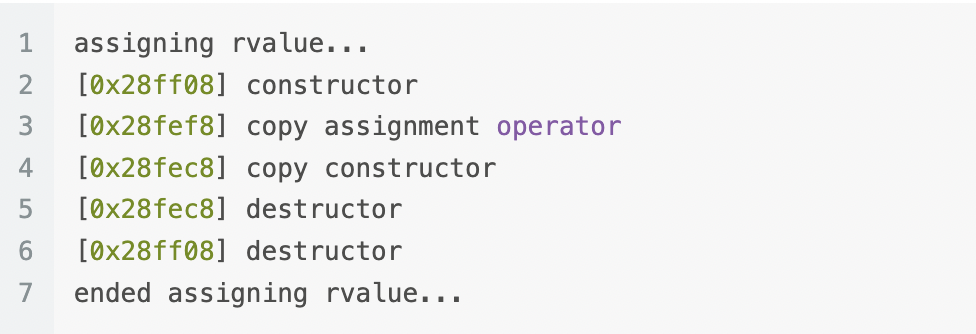 1 assigning rvalue...
2 [0x28ff08] constructor
3 [0x28fef8] copy assignment operator
4 [0x28fec8] copy constructor
5 [0x28fec8] destructor
6 [0x28ff08] destructor
7 ended assigning rvalue...